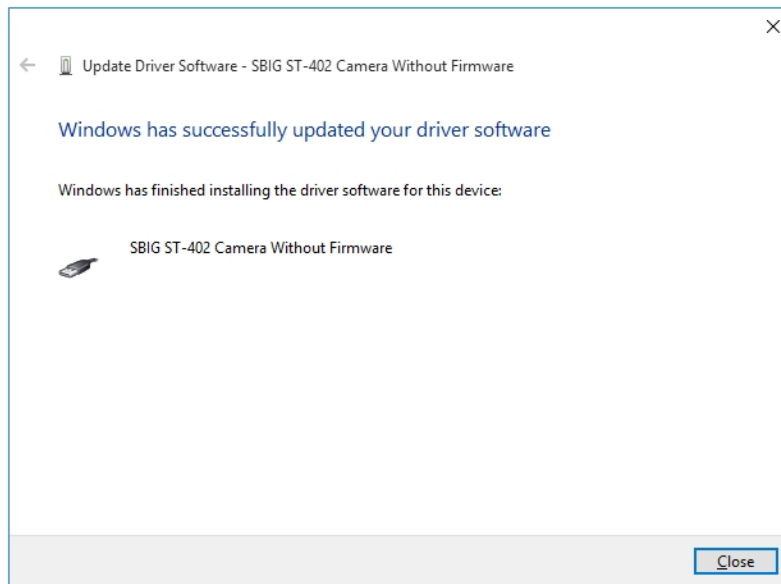 Update Driver Software - SBIG ST-402 Camera Without Firmware
Windows has successfully updated your driver software
Windows has finished installing the driver software for this device:
SBIG ST-402 Camera Without Firmware
Close